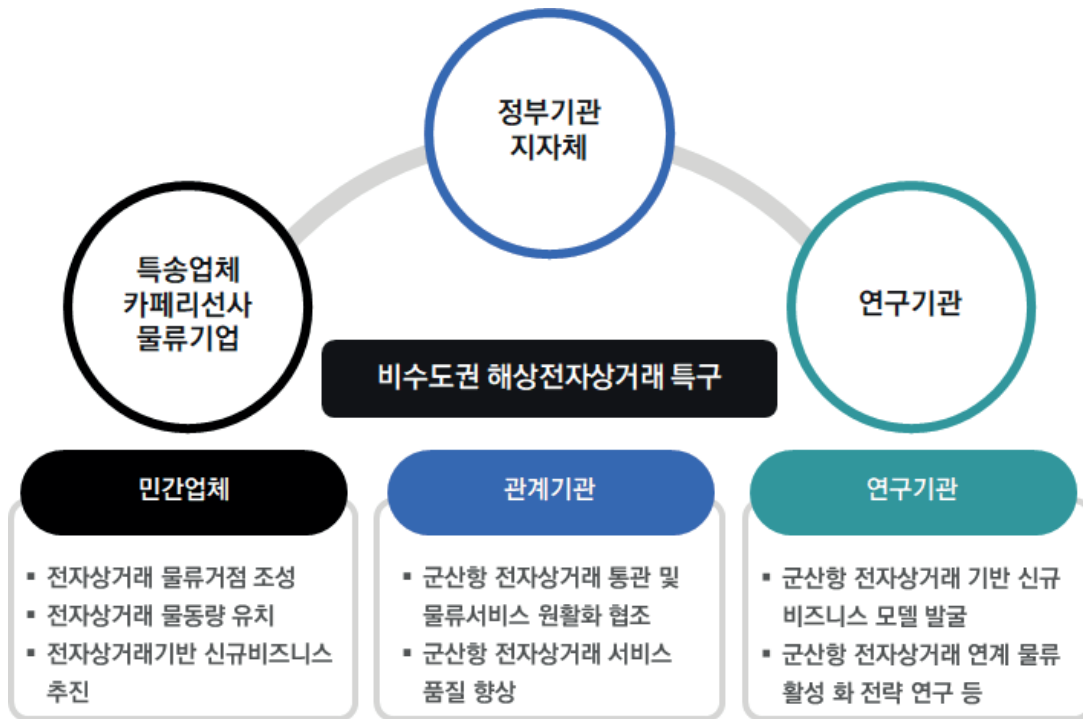 정부기관
지자체
특송업체
카페리선사
물류기업
연구기관
비수도권 해상전자상거래 특구
민간업체
▪ 전자상거래 물류거점 조성
▪ 전자상거래 물동량 유치
▪ 전자상거래기반 신규비즈니스
추진
관계기관
▪ 군산항 전자상거래 통관 및
물류서비스 원활화 협조
▪ 군산항 전자상거래 서비스
품질 향상
연구기관
▪ 군산항 전자상거래 기반 신규
비즈니스 모델 발굴
▪ 군산항 전자상거래 연계 물류
활성 화 전략 연구 등